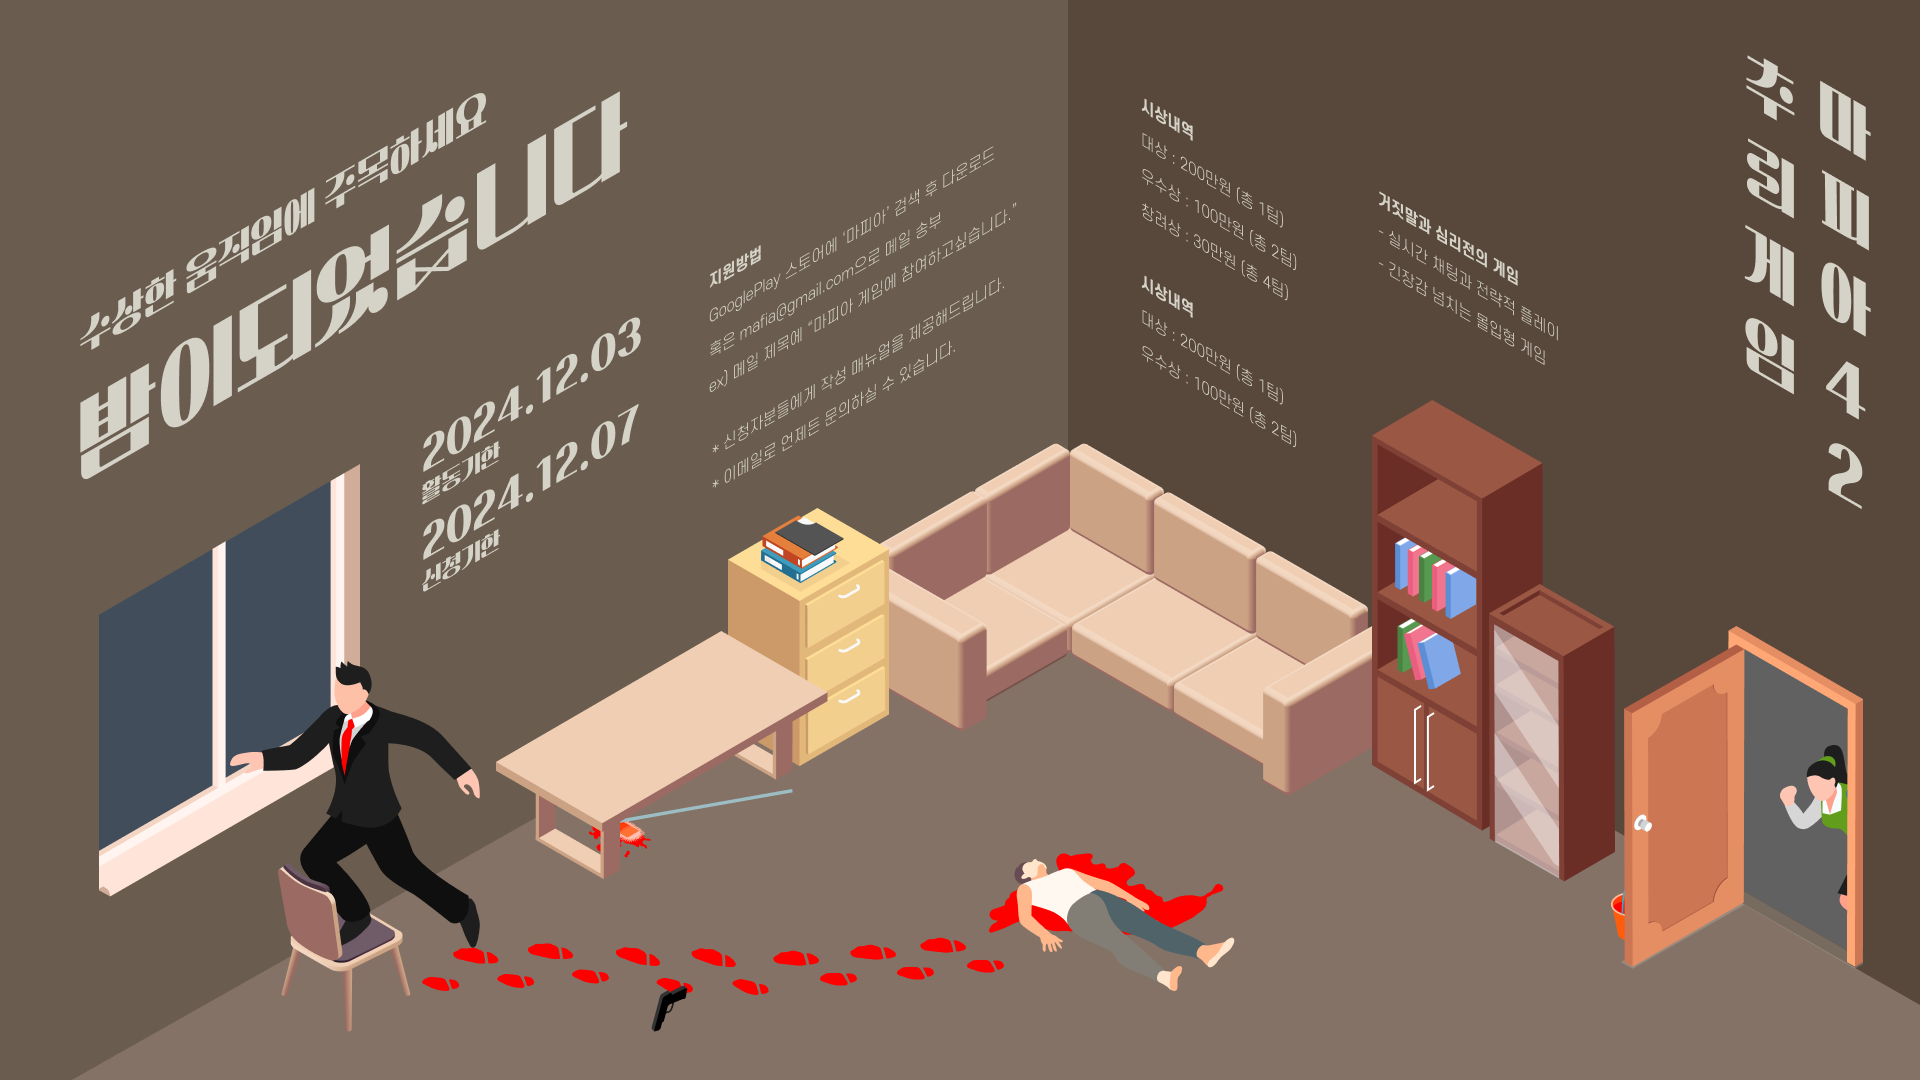 수상한 움직임에 주목하세요
밤이되었습니다
2024.12.03
활동기한
2024.12.07
신청기한
지원방법
GooglePlay 스토어에 ‘마피아’ 검색 후 다운로드
혹은 mafia@gmail.com으로 메일 송부
ex) 메일 제목에 “마피아 게임에 참여하고싶습니다.”
* 신청자분들에게 작성 매뉴얼을 제공해드립니다.
* 이메일로 언제든 문의하실 수 있습니다.
시상내역
대상 : 200만원 (총 1팀)
우수상 : 100만원 (총 2팀)
창려상 : 30만원 (총 4팀)
시상내역
대상 : 200만원 (총 1팀)
우수상 : 100만원 (총 2팀)
거짓말과 심리전의 게임
- 실시간 채팅과 전략적 플레이
- 긴장감 넘치는 몰입형 게임
마피아42
추리게임